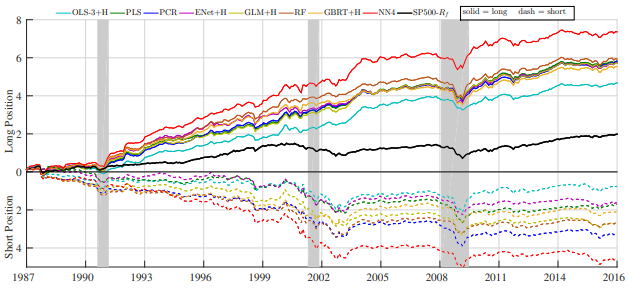 OLS-3+H PLS PCR ENet+H GLM+H RF GBRT+H NN4 SP500-Rf solid = long dash = short
8
6
4
2
0
2
4
Long Position
Short Position
1987 1990 1993 1996 1999 2002 2005 2008 2011 2014 2016